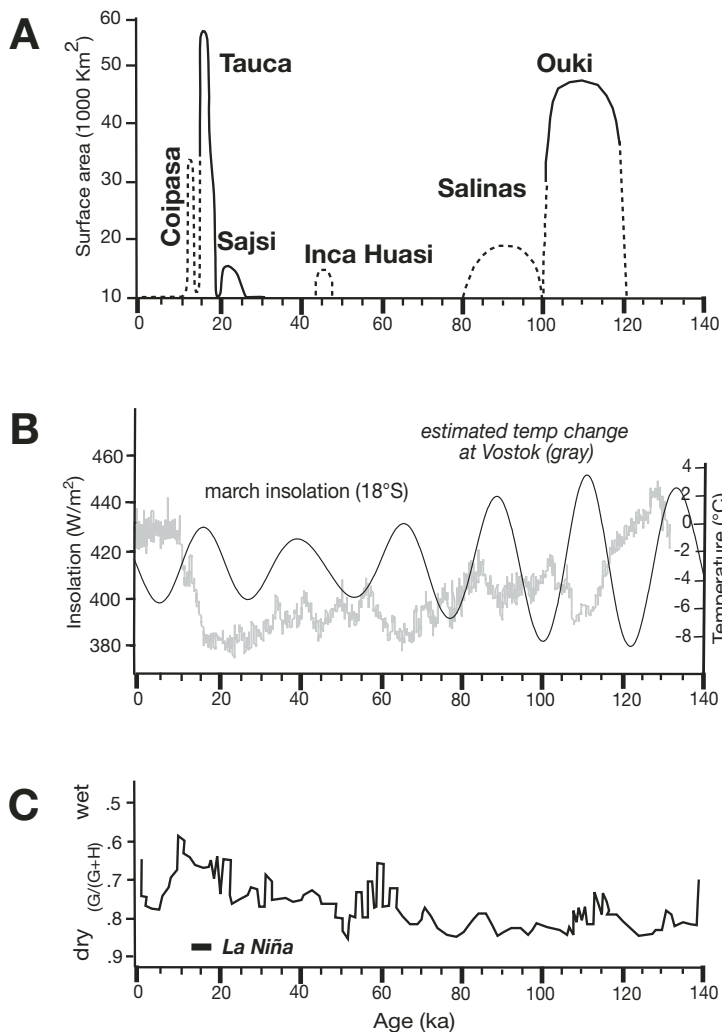 A
Surface area (1000 Km²)
60
50
40
30
20
10
Tauca
Ouki
Coipasa
Salinas
Sajsi
Inca Huasi
0 20 40 60 80 100 120 140
B
estimated temp change
at Vostok (gray)
march insolation (18°S)
Insolation (W/m²)
460
440
420
400
380
4
2
0
-2
-4
-6
-8
Temperature (°C)
0 20 40 60 80 100 120 140
C
wet
(G/(G+H)
dry
.5
.6
.7
.8
.9
La Niña
0 20 40 60 80 100 120 140
Age (ka)